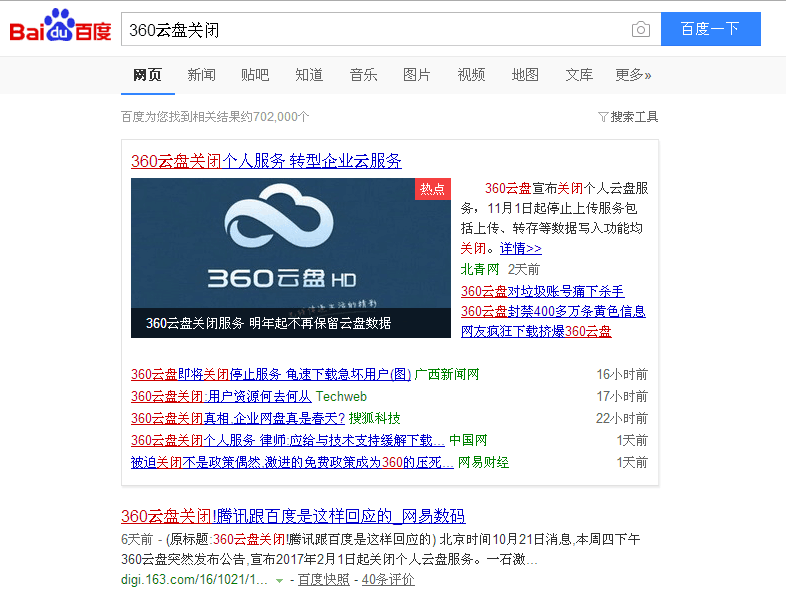 Bai du 百度
360云盘关闭
百度一下
网页 新闻 贴吧 知道 音乐 图片 视频 地图 文库 更多»
百度为您找到相关结果约702,000个
搜索工具
360云盘关闭个人服务 转型企业云服务
热点
360云盘HD
360云盘关闭服务 明年起不再保留云盘数据
360云盘宣布关闭个人云盘服
务，11月1日起停止上传服务包
括上传、转存等数据写入功能均
关闭。详情>>
北青网 2天前
360云盘对垃圾账号痛下杀手
360云盘封禁400多万条黄色信息
网友疯狂下载挤爆360云盘
360云盘即将关闭停止服务 龟速下载急坏用户(图) 广西新闻网 16小时前
360云盘关闭:用户资源何去何从 Techweb 17小时前
360云盘关闭真相,企业网盘真是春天? 搜狐科技 22小时前
360云盘关闭个人服务 律师:应给与技术支持缓解下载... 中国网 1天前
被迫关闭不是政策偶然,激进的免费政策成为360的压死... 网易财经 1天前
360云盘关闭!腾讯跟百度是这样回应的_网易数码
6天前 - (原标题:360云盘关闭!腾讯跟百度是这样回应的) 北京时间10月21日消息,本周四下午
360云盘突然发布公告,宣布2017年2月1日起关闭个人云盘服务。一石激...
digi.163.com/16/1021/1... - 百度快照 - 40条评价